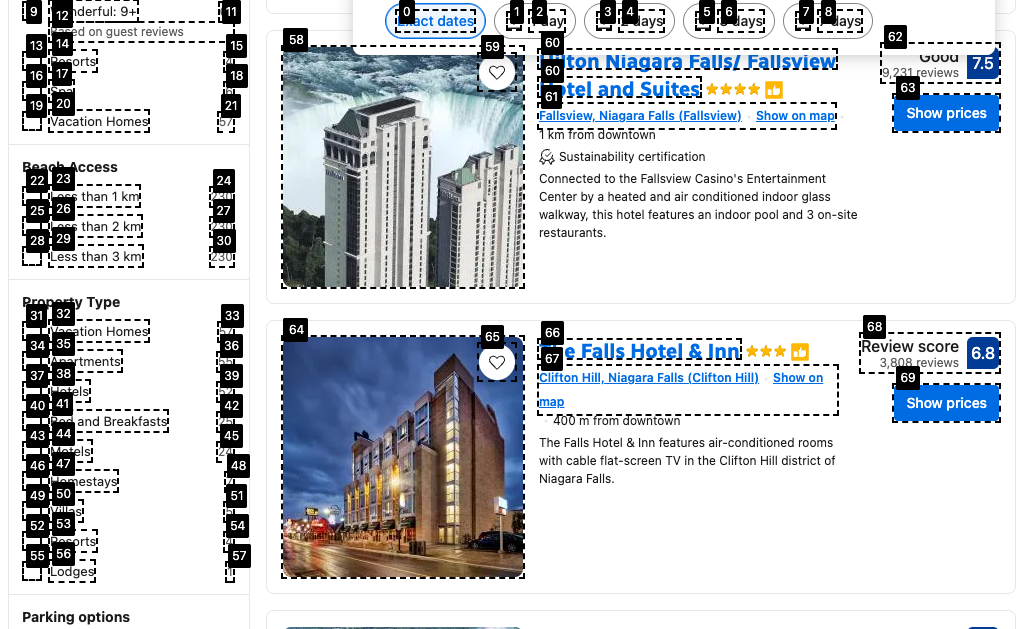 Exact dates
Wonderful: 9+
Based on guest reviews
Resorts
Vacation Homes
57
Beach Access
Less than 1 km
230
Less than 2 km
230
Less than 3 km
230
Property Type
Vacation Homes
57
Apartments
Hotels
Bed and Breakfasts
Motels
Homestays
Villas
Resorts
Lodges
1
Parking options
Hilton Niagara Falls/ Fallsview
Hotel and Suites
Fallsview, Niagara Falls (Fallsview)
Show on map
1 km from downtown
Sustainability certification
Connected to the Fallsview Casino's Entertainment
Center by a heated and air conditioned indoor glass
walkway, this hotel features an indoor pool and 3 on-site
restaurants.
Good
9,231 reviews
7.5
Show prices
The Falls Hotel & Inn
Clifton Hill, Niagara Falls (Clifton Hill)
Show on
map
400 m from downtown
The Falls Hotel & Inn features air-conditioned rooms
with cable flat-screen TV in the Clifton Hill district of
Niagara Falls.
Review score
3,808 reviews
6.8
Show prices
0
1
2
3
4
5
6
7
8
9
11
12
13
14
15
16
17
18
19
20
21
22
23
24
25
26
27
28
29
30
31
32
33
34
35
36
37
38
39
40
41
42
43
44
45
46
47
48
49
50
51
52
53
54
55
56
57
58
59
60
60
61
62
63
64
65
66
67
68
69